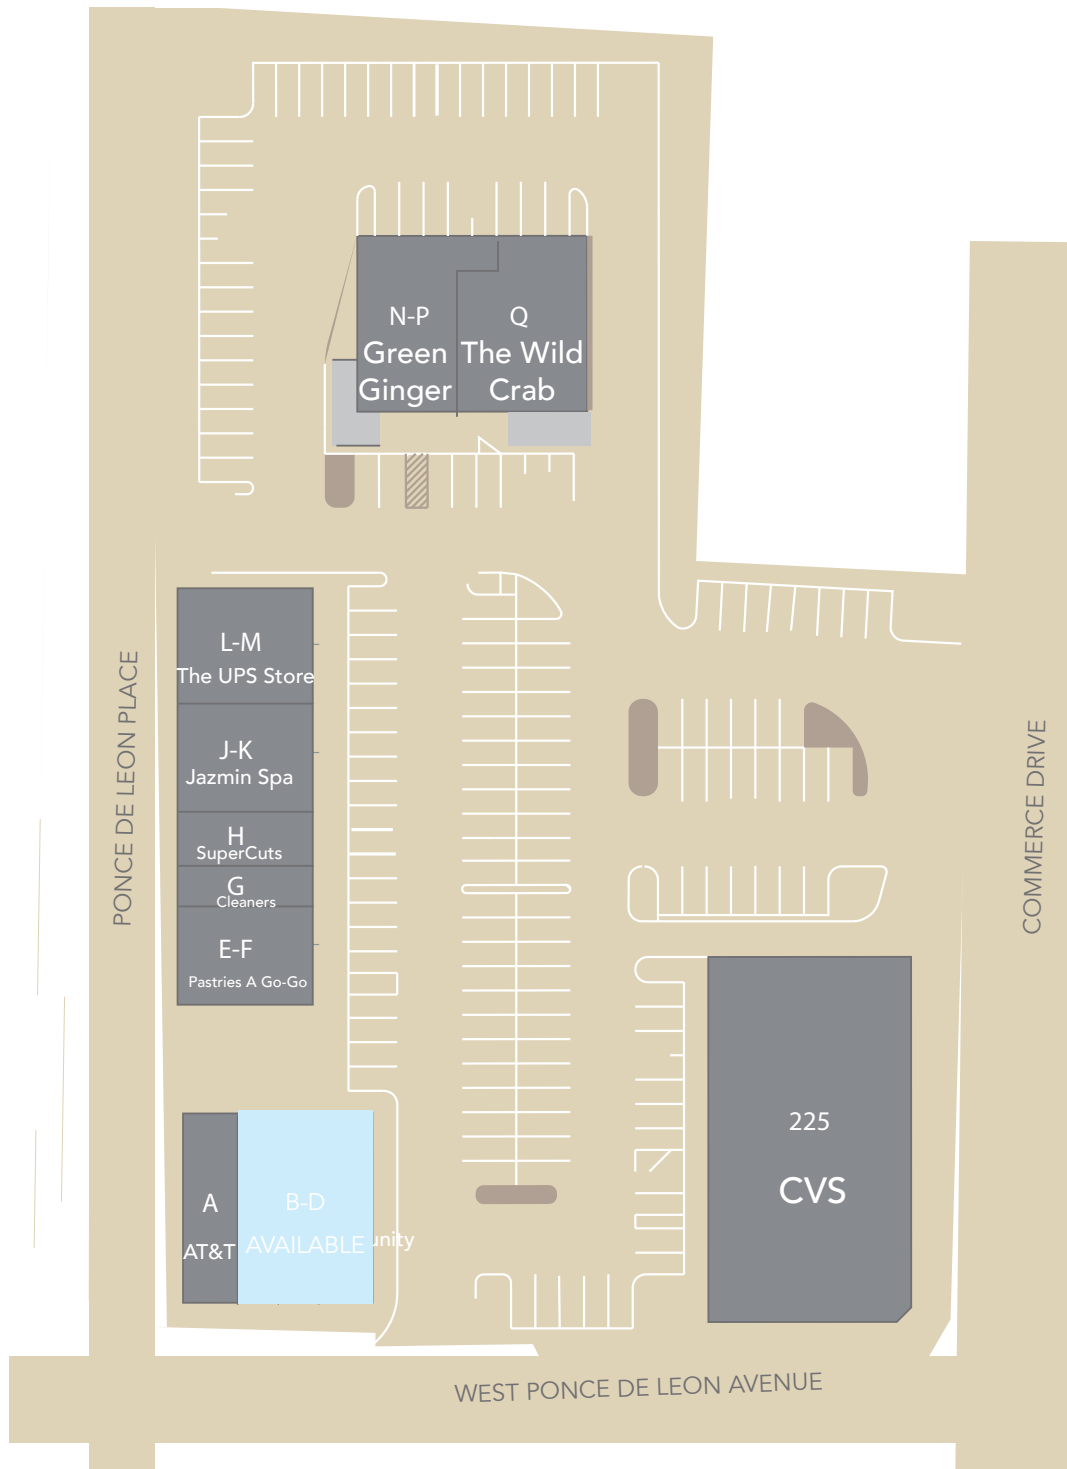 N-P
Green
Ginger
Q
The Wild
Crab
L-M
The UPS Store
J-K
Jazmin Spa
H
SuperCuts
G
Cleaners
E-F
Pastries A Go-Go
PONCE DE LEON PLACE
COMMERCE DRIVE
225
CVS
A
AT&T
B-D
AVAILABLE
WEST PONCE DE LEON AVENUE